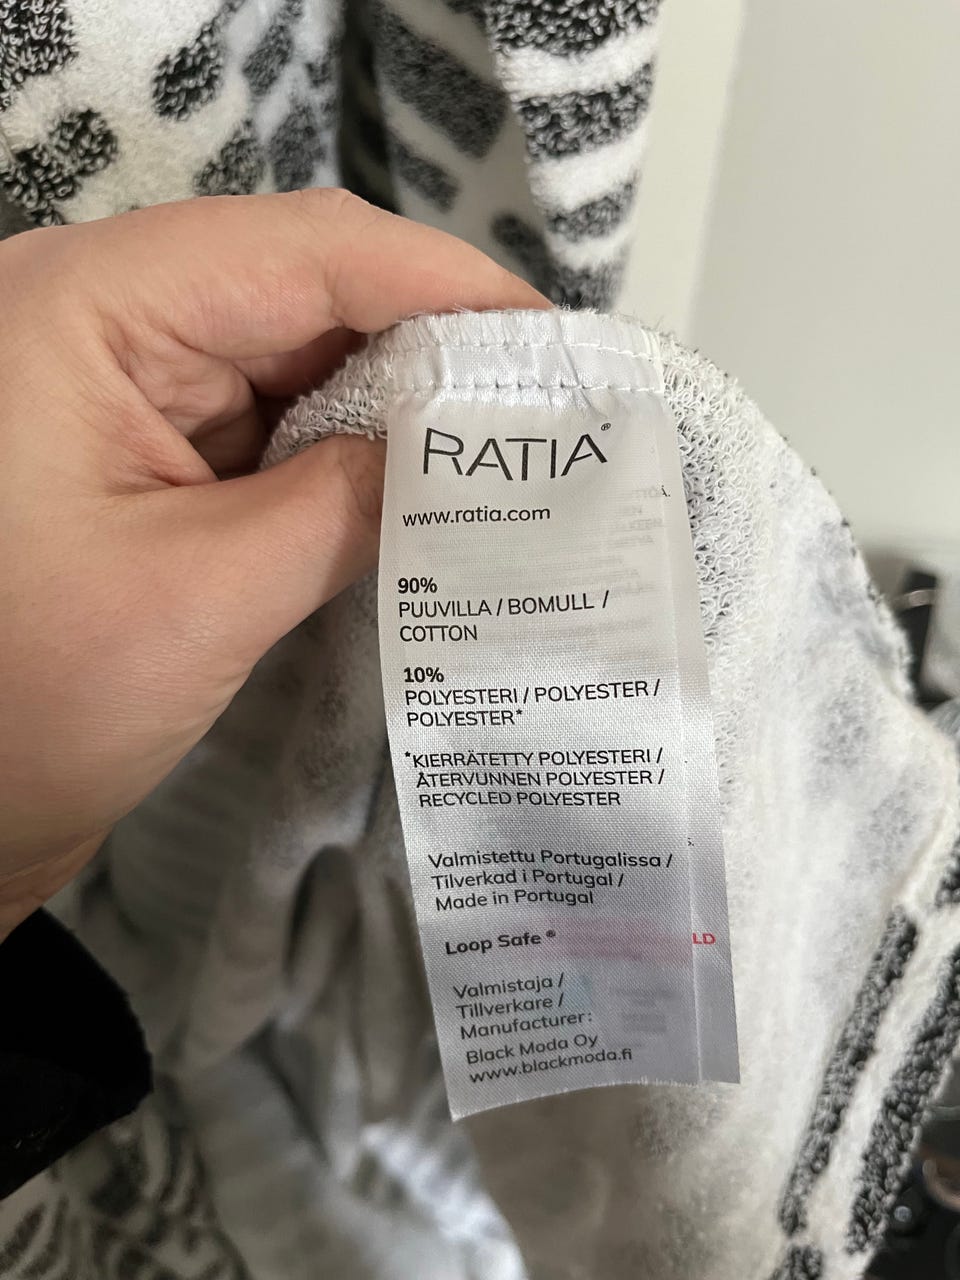 RATIA®
www.ratia.com
90%
PUUVILLA / BOMULL /
COTTON
10%
POLYESTERI / POLYESTER /
POLYESTER*
*KIERRÄTETTY POLYESTERI /
ÅTERVUNNEN POLYESTER /
RECYCLED POLYESTER
Valmistettu Portugalissa /
Tilverkad i Portugal /
Made in Portugal
Loop Safe®
LD
Valmistaja /
Tillverkare /
Manufacturer:
Black Moda Oy
www.blackmoda.fi